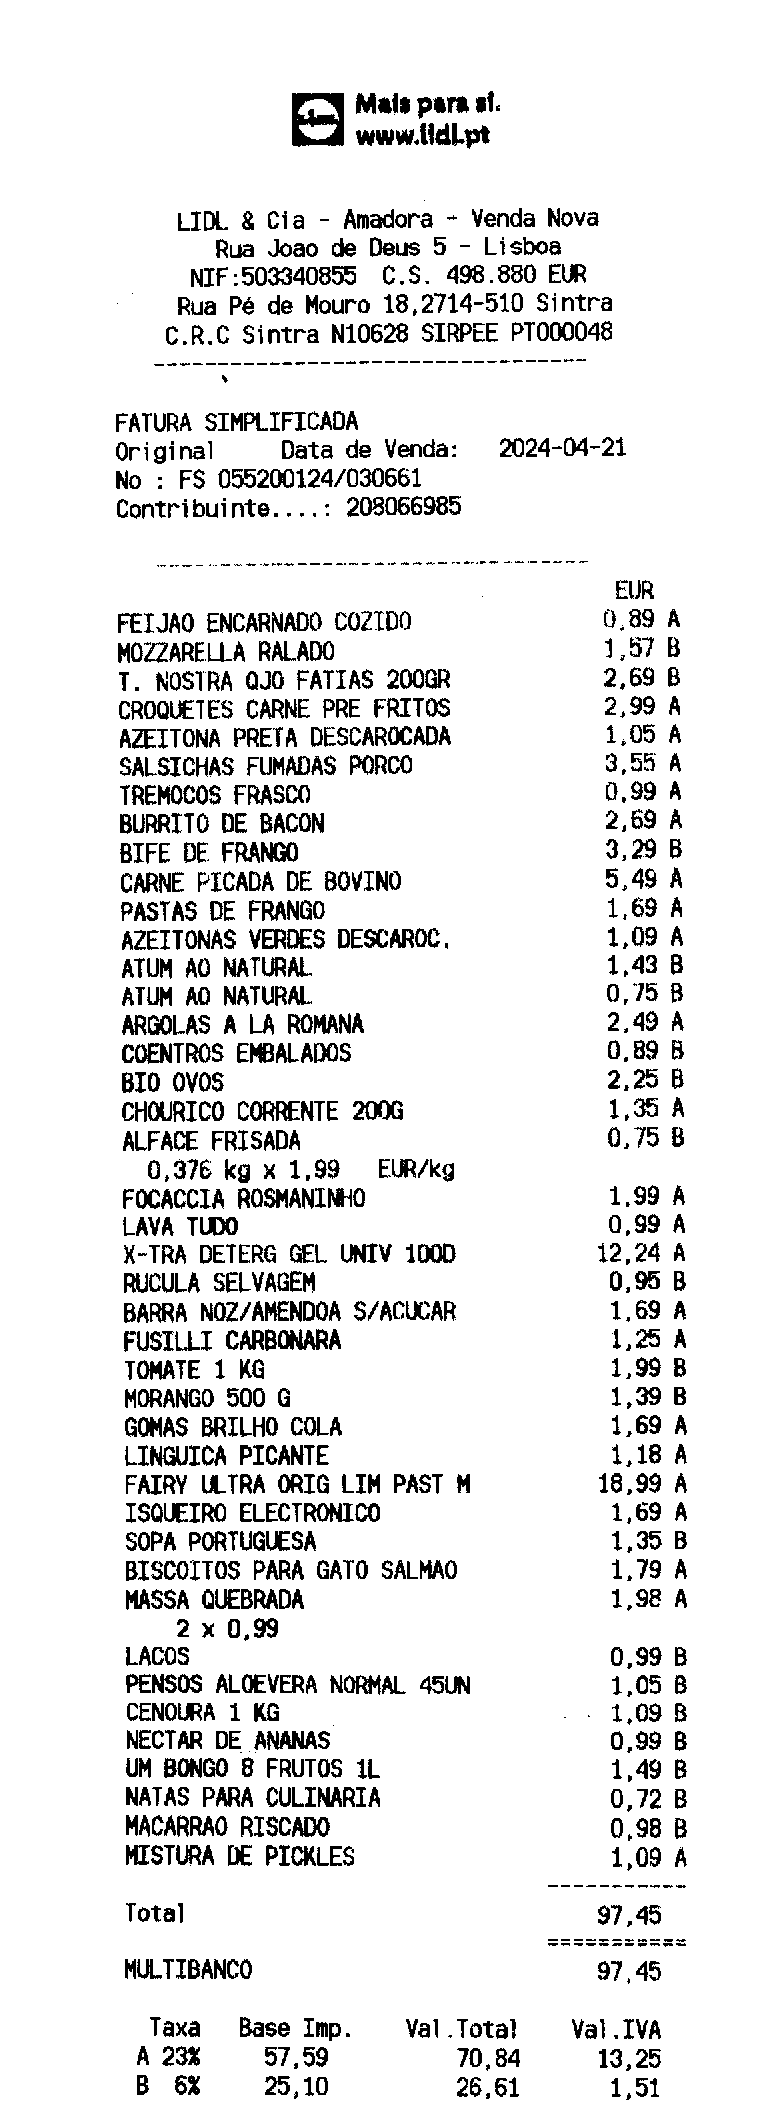 Mais para si.
www.lidl.pt
LIDL & Cia - Amadora - Venda Nova
Rua Joao de Deus 5 - Lisboa
NIF:503340855 C.S. 498.880 EUR
Rua Pé de Mouro 18,2714-510 Sintra
C.R.C Sintra N10628 SIRPEE PT000048
----------------------------------
FATURA SIMPLIFICADA
Original Data de Venda: 2024-04-21
No : FS 055200124/030661
Contribuinte....: 208066985
----------------------------------
EUR
FEIJAO ENCARNADO COZIDO 0,89 A
MOZZARELLA RALADO 1,57 B
T. NOSTRA QJO FATIAS 200GR 2,69 B
CROQUETES CARNE PRE FRITOS 2,99 A
AZEITONA PRETA DESCAROCADA 1,05 A
SALSICHAS FUMADAS PORCO 3,55 A
TREMOCOS FRASCO 0,99 A
BURRITO DE BACON 2,69 A
BIFE DE FRANGO 3,29 B
CARNE PICADA DE BOVINO 5,49 A
PASTAS DE FRANGO 1,69 A
AZEITONAS VERDES DESCAROC. 1,09 A
ATUM AO NATURAL 1,43 B
ATUM AO NATURAL 0,75 B
ARGOLAS A LA ROMANA 2,49 A
COENTROS EMBALADOS 0,89 B
BIO OVOS 2,25 B
CHOURICO CORRENTE 200G 1,35 A
ALFACE FRISADA 0,75 B
0,376 kg x 1,99 EUR/kg
FOCACCIA ROSMANINHO 1,99 A
LAVA TUDO 0,99 A
X-TRA DETERG GEL UNIV 100D 12,24 A
RUCULA SELVAGEM 0,95 B
BARRA NOZ/AMENDOA S/ACUCAR 1,69 A
FUSILLI CARBONARA 1,25 A
TOMATE 1 KG 1,99 B
MORANGO 500 G 1,39 B
GOMAS BRILHO COLA 1,69 A
LINGUICA PICANTE 1,18 A
FAIRY ULTRA ORIG LIM PAST M 18,99 A
ISQUEIRO ELECTRONICO 1,69 A
SOPA PORTUGUESA 1,35 B
BISCOITOS PARA GATO SALMAO 1,79 A
MASSA QUEBRADA 1,98 A
2 x 0,99
LACOS 0,99 B
PENSOS ALOEVERA NORMAL 45UN 1,05 B
CENOURA 1 KG 1,09 B
NECTAR DE ANANAS 0,99 B
UM BONGO 8 FRUTOS 1L 1,49 B
NATAS PARA CULINARIA 0,72 B
MACARRAO RISCADO 0,98 B
MISTURA DE PICKLES 1,09 A
-----------
Total 97,45
===========
MULTIBANCO 97,45
Taxa Base Imp. Val.Total Val.IVA
A 23% 57,59 70,84 13,25
B 6% 25,10 26,61 1,51